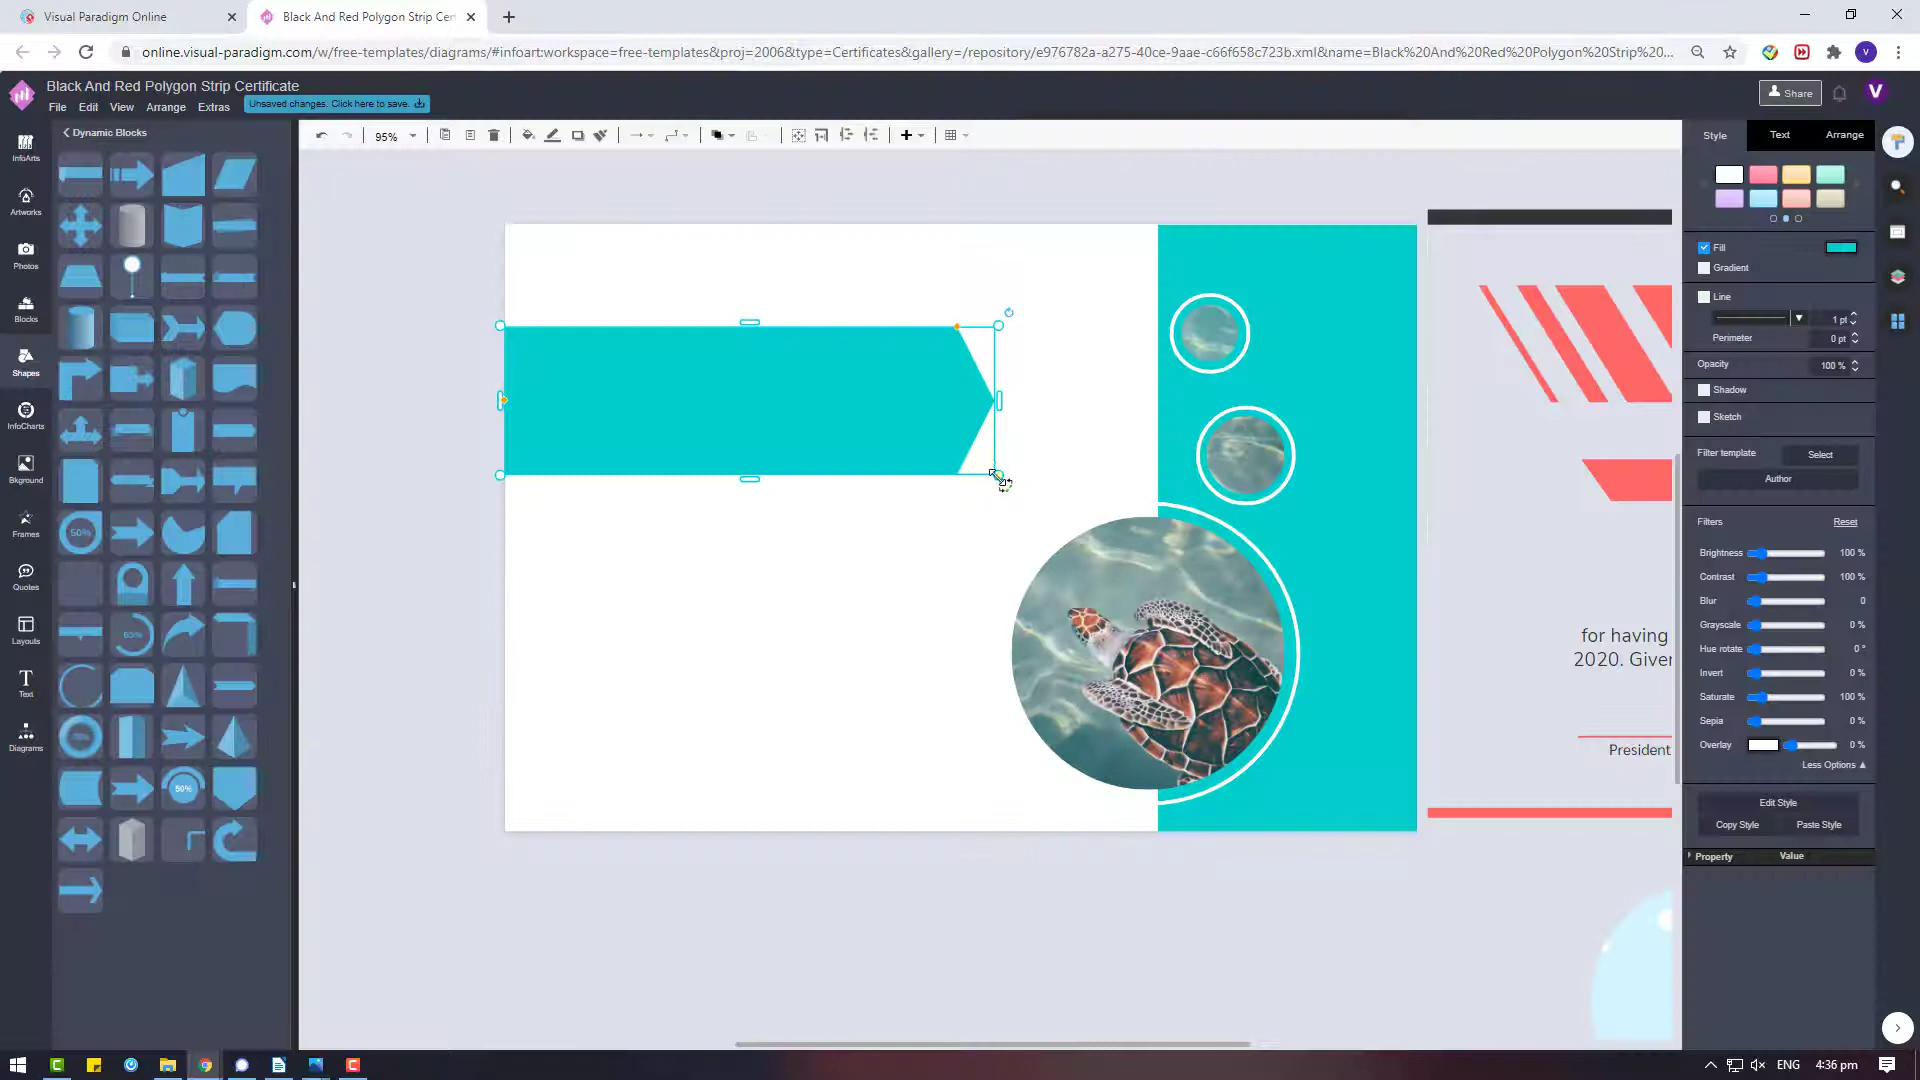 Visual Paradigm Online
Black And Red Polygon Strip Cer
online.visual-paradigm.com/w/free-templates/diagrams/#infoart:workspace=free-templates&proj=2006&type=Certificates&gallery=/repository/e976782a-a275-40ce-9aae-c66f658c723b.xml&name=Black%20And%20Red%20Polygon%20Strip%20...
V
Black And Red Polygon Strip Certificate
File Edit View Arrange Extras
Unsaved changes. Click here to save.
Share
V
Dynamic Blocks
95%
Style Text Arrange
InfoArts
Artworks
Photos
Blocks
Shapes
InfoCharts
Bkground
Frames
Quotes
Layouts
Text
Diagrams
50%
65%
50%
for having
2020. Giver
President
Fill
Gradient
Line
1 pt
Perimeter 0 pt
Opacity 100 %
Shadow
Sketch
Filter template Select
Author
Filters Reset
Brightness 100 %
Contrast 100 %
Blur 0
Grayscale 0 %
Hue rotate 0 °
Invert 0 %
Saturate 100 %
Sepia 0 %
Overlay 0 %
Less Options
Edit Style
Copy Style Paste Style
Property Value
ENG 4:36 pm